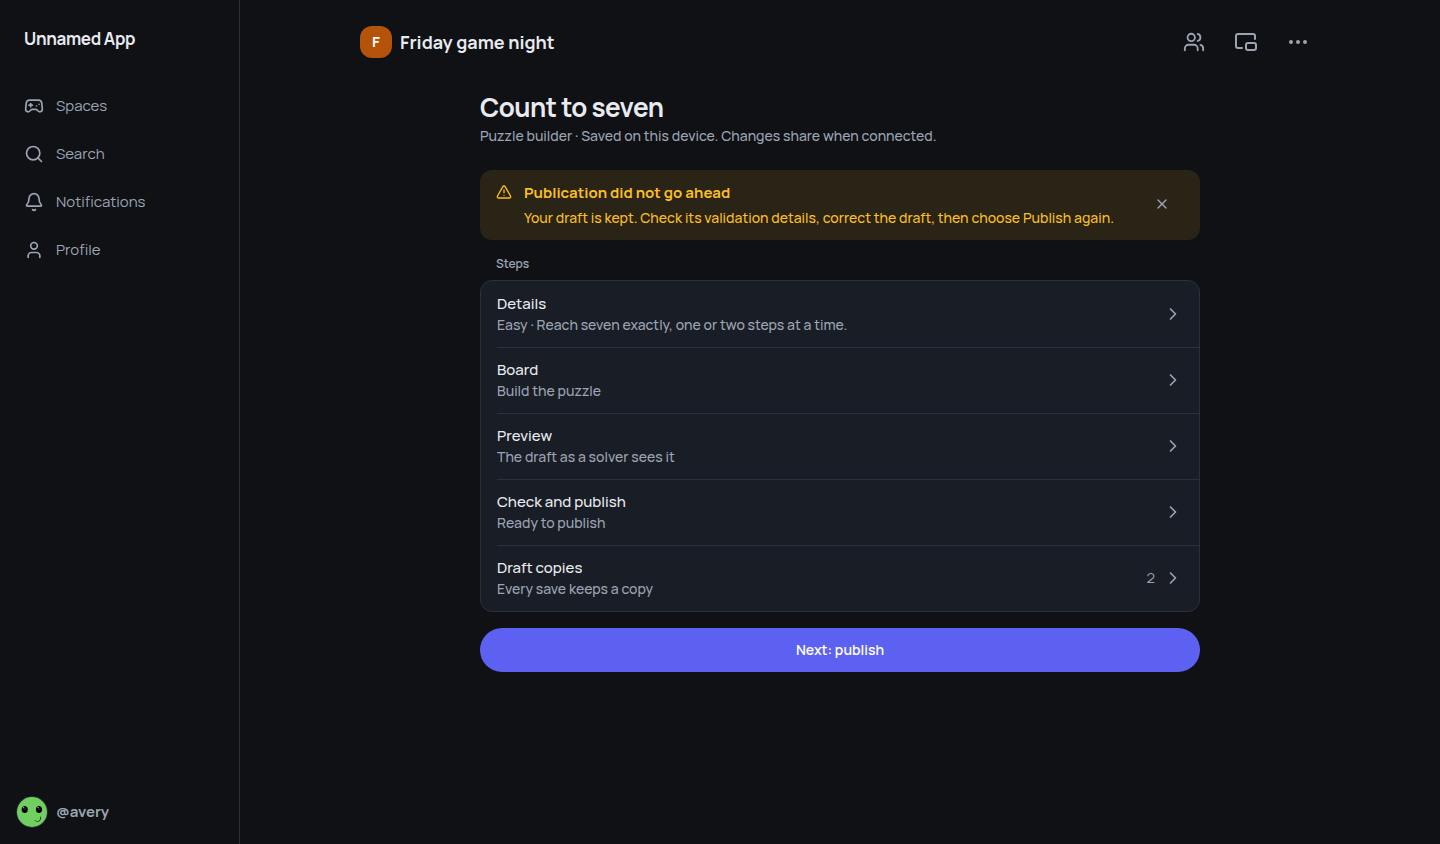 Unnamed App
Spaces
Search
Notifications
Profile
@avery
F
Friday game night
Count to seven
Puzzle builder · Saved on this device. Changes share when connected.
Publication did not go ahead
Your draft is kept. Check its validation details, correct the draft, then choose Publish again.
Steps
Details
Easy · Reach seven exactly, one or two steps at a time.
Board
Build the puzzle
Preview
The draft as a solver sees it
Check and publish
Ready to publish
Draft copies
Every save keeps a copy
2
Next: publish